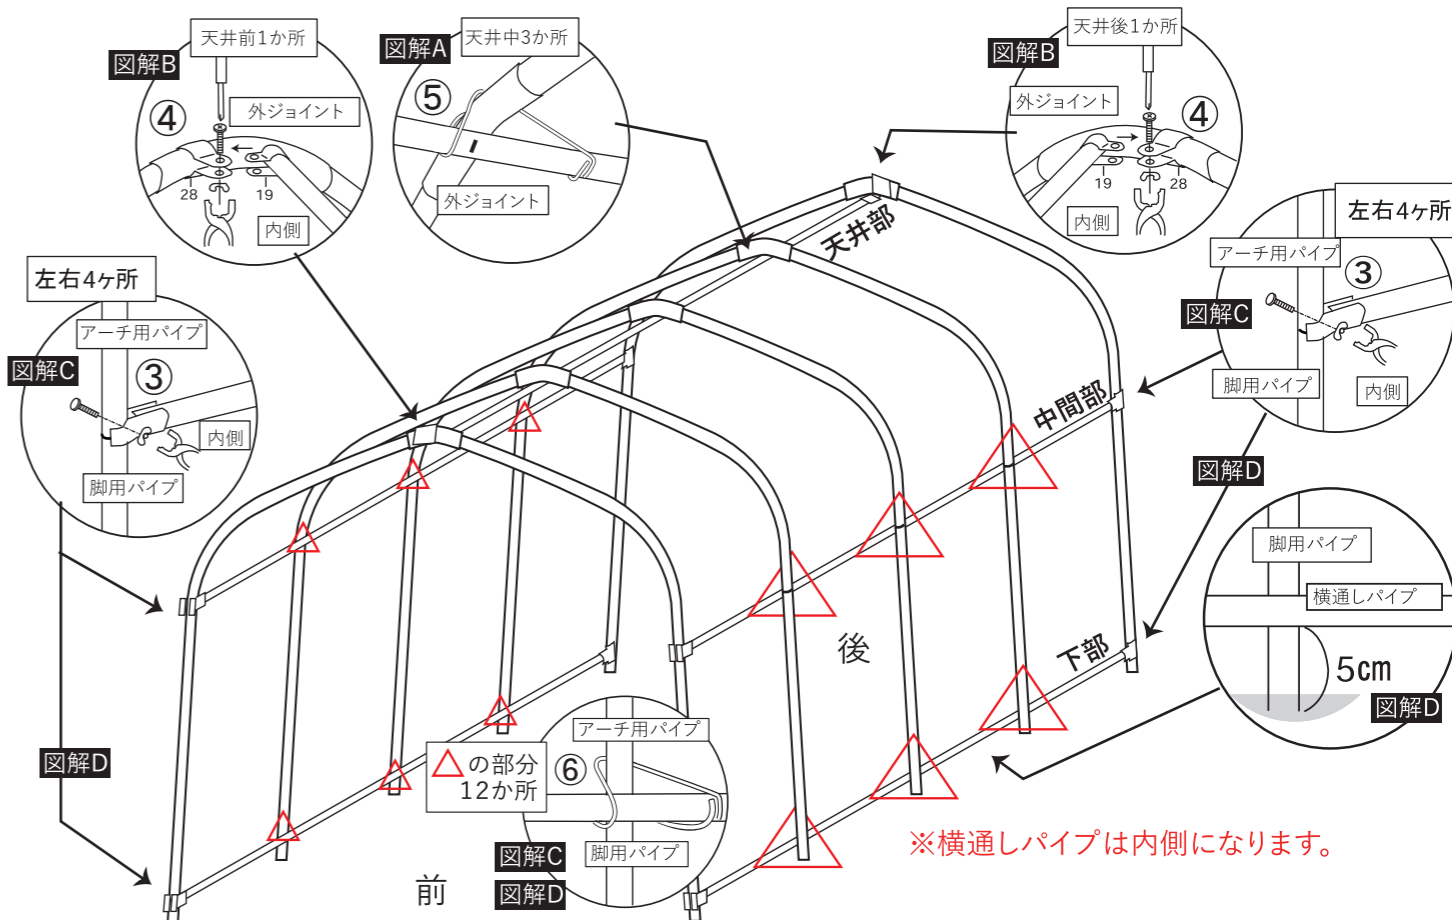 天井前1か所
図解B
④
外ジョイント
28
19
内側
図解A
天井中3か所
⑤
外ジョイント
天井後1か所
図解B
外ジョイント
④
19
28
内側
左右4ヶ所
アーチ用パイプ
③
図解C
脚用パイプ
内側
左右4ヶ所
アーチ用パイプ
図解C
③
内側
脚用パイプ
天井部
中間部
下部
図解D
脚用パイプ
横通しパイプ
5cm
図解D
後
図解D
△の部分
12か所
アーチ用パイプ
⑥
図解C
脚用パイプ
図解D
前
※横通しパイプは内側になります。